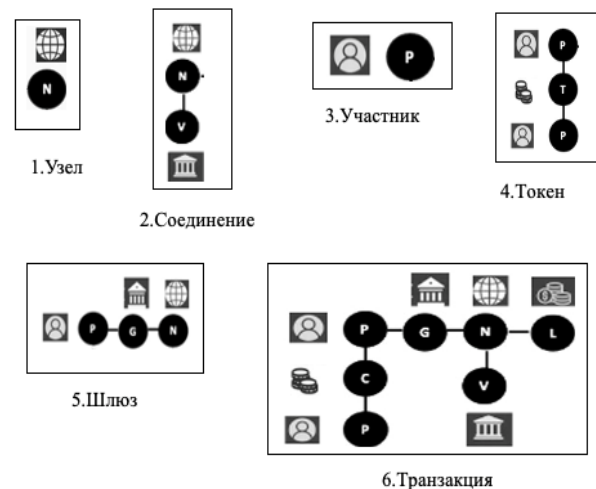 N
1.Узел
N
V
2.Соединение
P
3.Участник
P
T
P
4.Токен
P G N
5.Шлюз
P G N L
C V
P
6.Транзакция